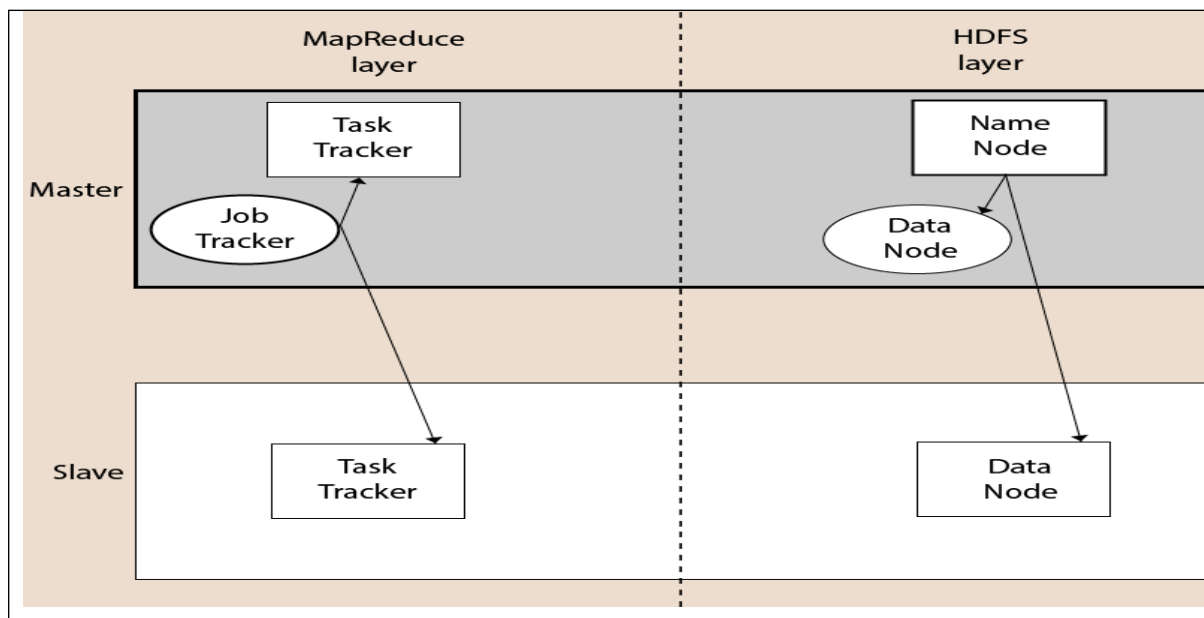 MapReduce
layer
HDFS
layer
Task
Tracker
Name
Node
Master
Job
Tracker
Data
Node
Slave
Task
Tracker
Data
Node